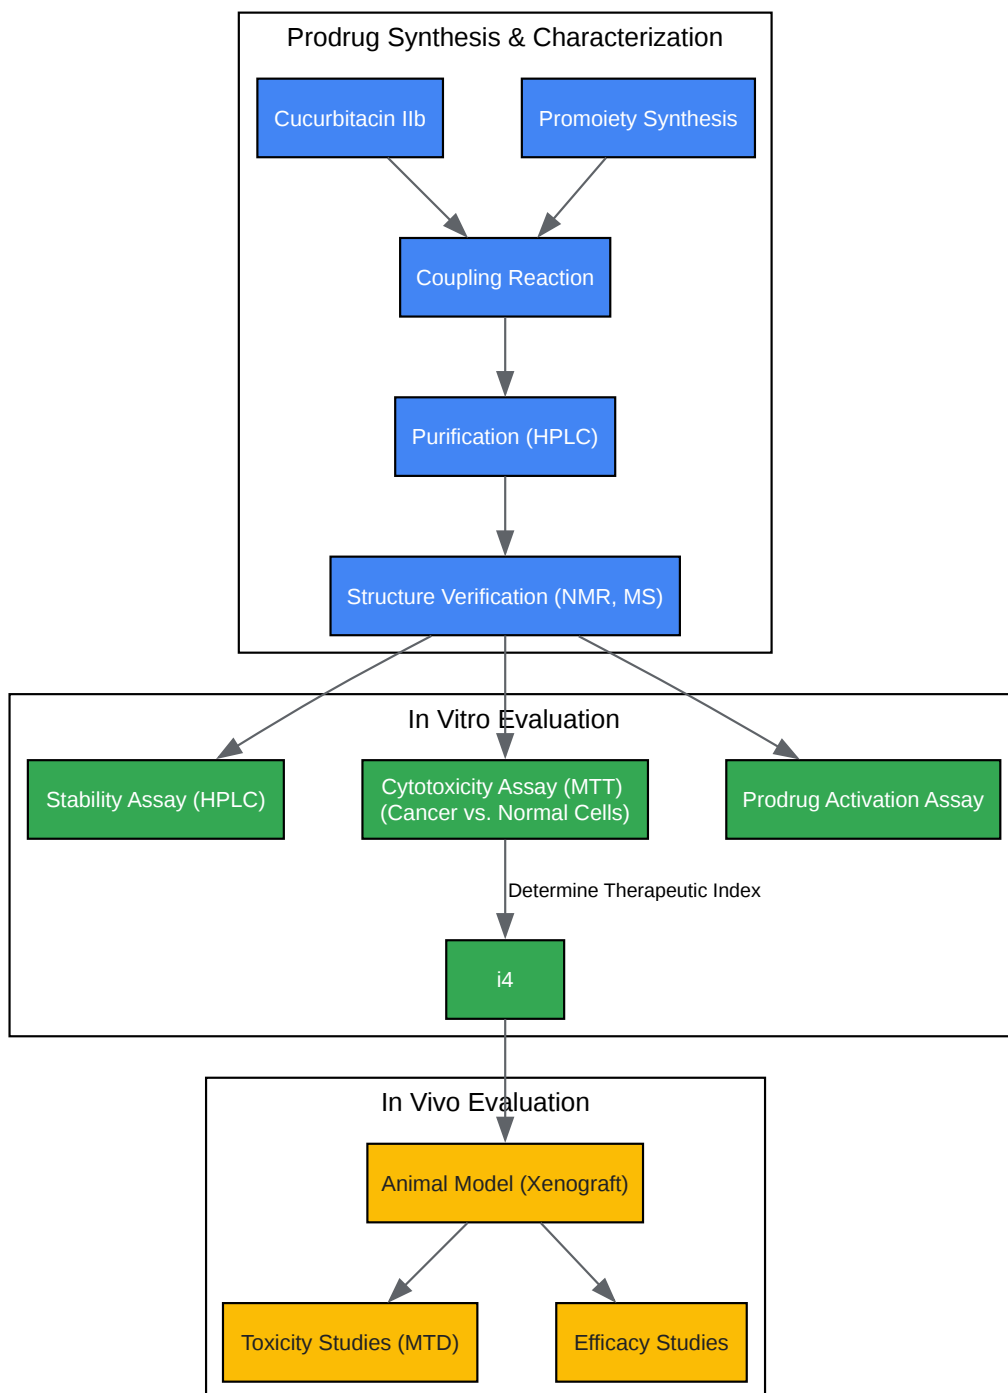 Prodrug Synthesis & Characterization
Cucurbitacin IIb
Promoiety Synthesis
Coupling Reaction
Purification (HPLC)
Structure Verification (NMR, MS)
In Vitro Evaluation
Stability Assay (HPLC)
Cytotoxicity Assay (MTT)
(Cancer vs. Normal Cells)
Prodrug Activation Assay
Determine Therapeutic Index
i4
In Vivo Evaluation
Animal Model (Xenograft)
Toxicity Studies (MTD)
Efficacy Studies